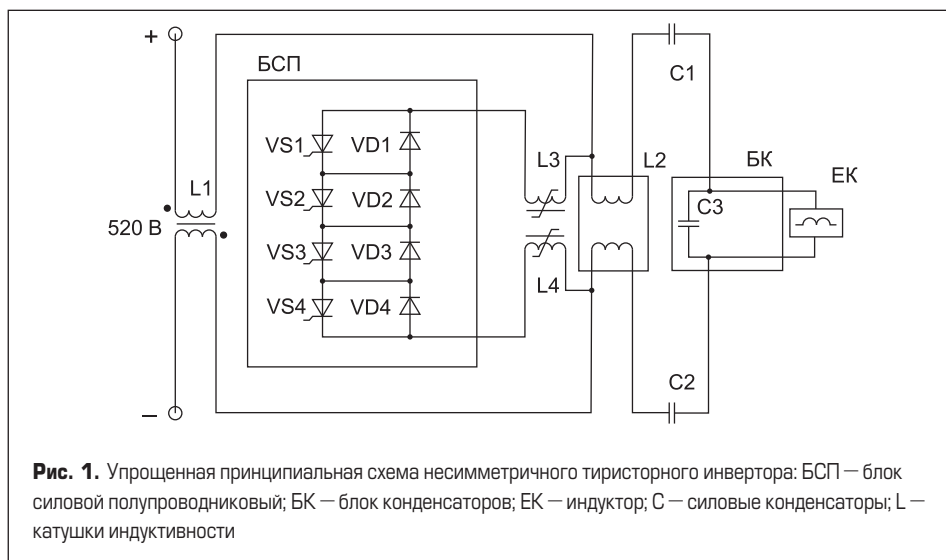 +
C1
БСП
VS1 VD1
L3 L2 БК ЕК
L1
VS2 VD2 C3
520 В
VS3 VD3
L4
VS4 VD4
C2
–
Рис. 1. Упрощенная принципиальная схема несимметричного тиристорного инвертора: БСП — блок
силовой полупроводниковый; БК — блок конденсаторов; ЕК — индуктор; С — силовые конденсаторы; L —
катушки индуктивности